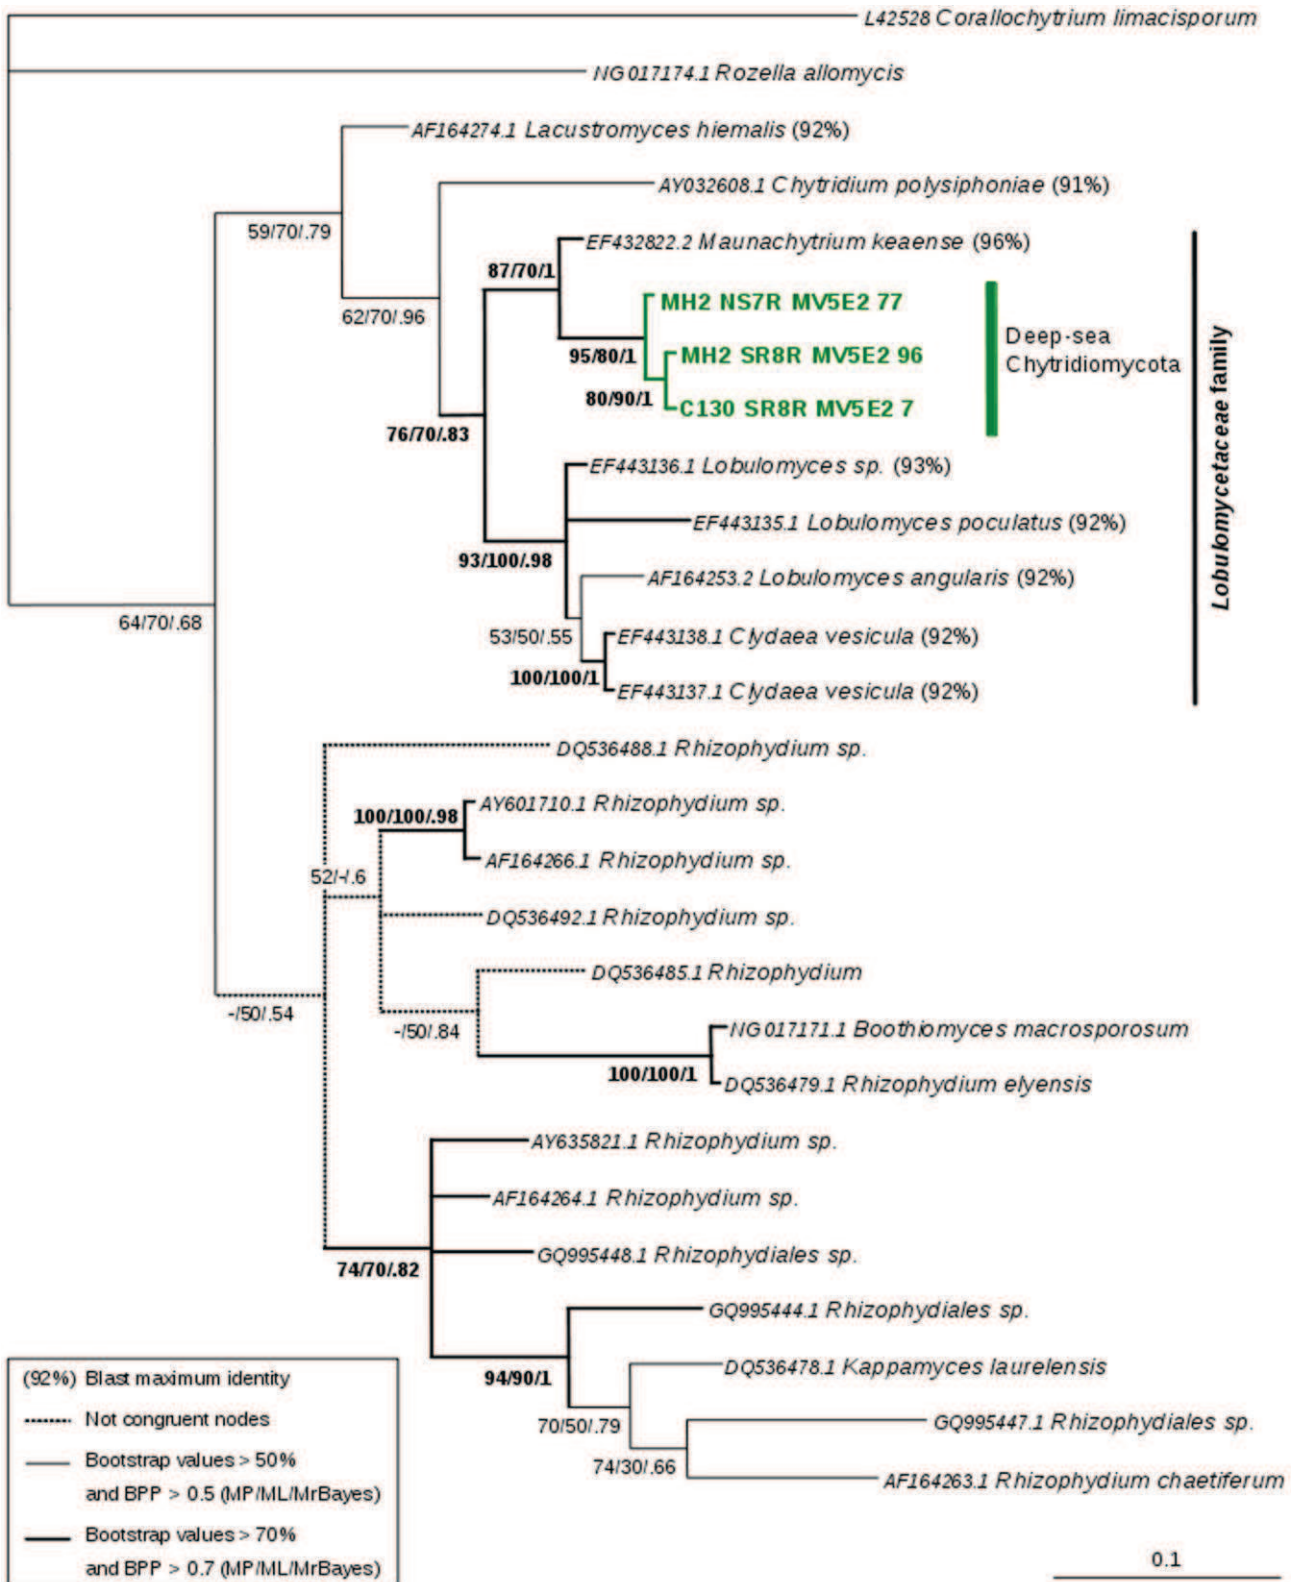 L42528 Corallochytrium limacisporum
NG017174.1 Rozella allomycis
AF164274.1 Lacustromyces hiemalis (92%)
AY032608.1 Chytridium polysiphoniae (91%)
59/70/.79
EF432822.2 Maunachytrium keaense (96%)
87/70/1
MH2 NS7R MV5E2 77
62/70/.96
Deep-sea
Chytridiomycota
95/80/1
MH2 SR8R MV5E2 96
80/90/1
C130 SR8R MV5E2 7
Lobulomycetaceae family
76/70/.83
EF443136.1 Lobulomyces sp. (93%)
EF443135.1 Lobulomyces poculatus (92%)
93/100/.98
AF164253.2 Lobulomyces angularis (92%)
64/70/.68
53/50/.55
EF443138.1 Clydaea vesicula (92%)
100/100/1
EF443137.1 Clydaea vesicula (92%)
DQ536488.1 Rhizophydium sp.
AY601710.1 Rhizophydium sp.
100/100/.98
AF164266.1 Rhizophydium sp.
52/-/.6
DQ536492.1 Rhizophydium sp.
DQ536485.1 Rhizophydium
-/50/.54
-/50/.84
NG017171.1 Boothiomyces macrosporosum
100/100/1
DQ536479.1 Rhizophydium elyensis
AY635821.1 Rhizophydium sp.
AF164264.1 Rhizophydium sp.
GQ995448.1 Rhizophydiales sp.
74/70/.82
GQ995444.1 Rhizophydiales sp.
94/90/1
DQ536478.1 Kappamyces laurelensis
70/50/.79
GQ995447.1 Rhizophydiales sp.
74/30/.66
AF164263.1 Rhizophydium chaetiferum
(92%) Blast maximum identity
Not congruent nodes
Bootstrap values > 50%
and BPP > 0.5 (MP/ML/MrBayes)
Bootstrap values > 70%
and BPP > 0.7 (MP/ML/MrBayes)
0.1